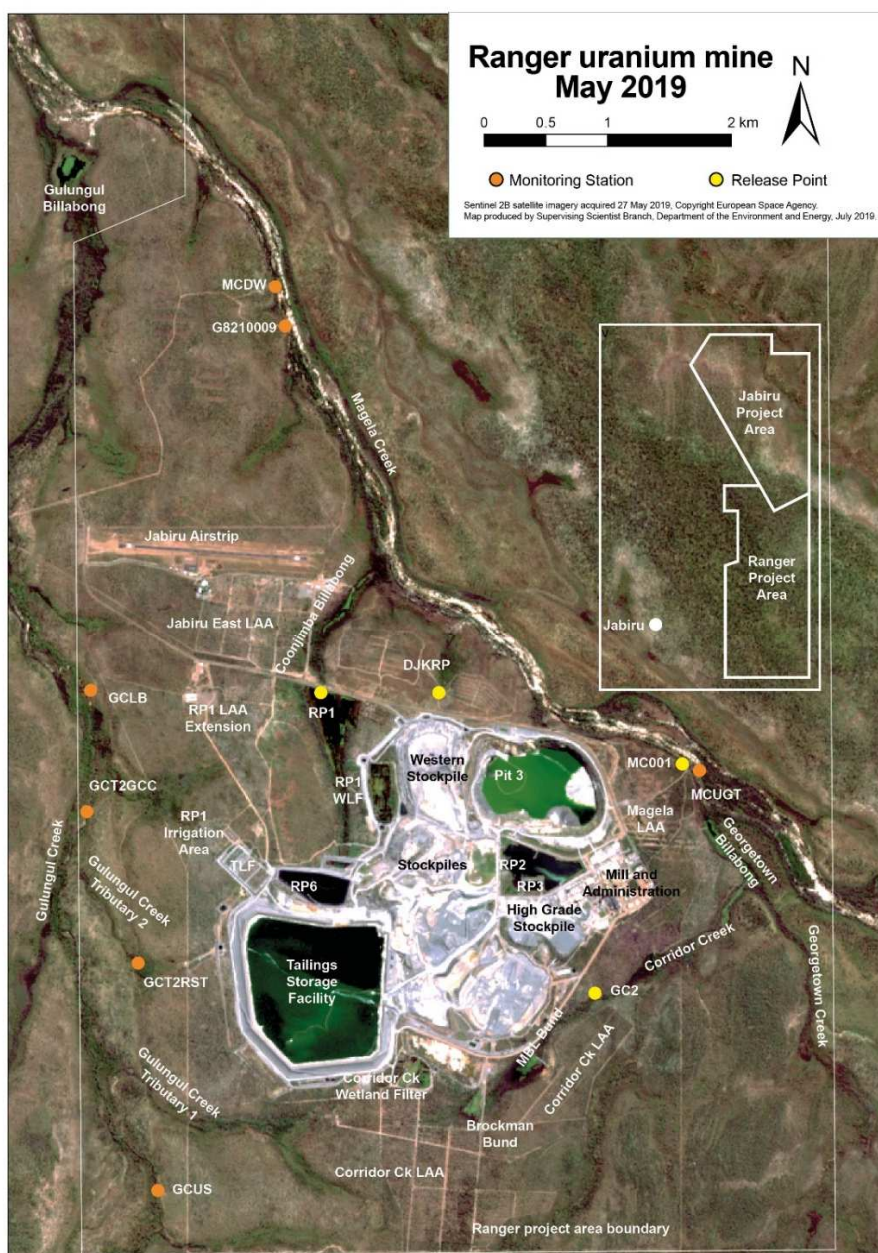 Ranger uranium mine
May 2019
N
0 0.5 1 2 km
Monitoring Station
Release Point
Sentinel 2B satellite imagery acquired 27 May 2019, Copyright European Space Agency.
Map produced by Supervising Scientist Branch, Department of the Environment and Energy, July 2019.
Gulungul
Billabong
MCDW
G8210009
Magela Creek
Jabiru
Project
Area
Ranger
Project
Area
Jabiru
Jabiru Airstrip
Jabiru East LAA
Coonjimba Billabong
DJKRP
GCLB
RP1 LAA
Extension
RP1
Western
Stockpile
Pit 3
MC001
MCUGT
RP1
WLF
Magela
LAA
Georgetown
Billabong
GCT2GCC
RP1
Irrigation
Area
Gulungul Creek
Gulungul Creek
Tributary 2
TLF
RP6
Stockpiles
RP2
RP3
Mill and
Administration
High Grade
Stockpile
Tailings
Storage
Facility
Corridor Creek
Georgetown Creek
GCT2RST
GC2
MBL Bund
Gulungul Creek
Tributary 1
Corridor Ck
Wetland Filter
Corridor Ck LAA
Brockman
Bund
Corridor Ck LAA
GCUS
Ranger project area boundary